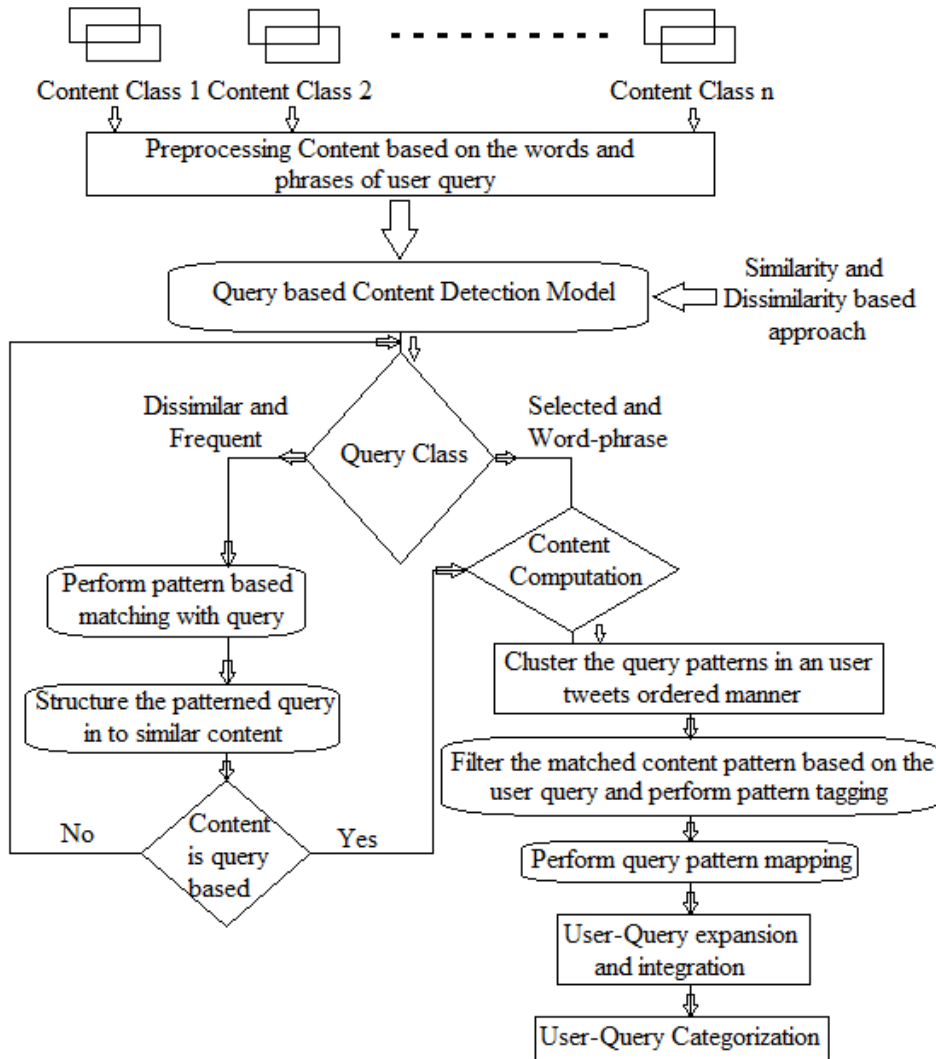 Content Class 1 Content Class 2 Content Class n
Preprocessing Content based on the words and
phrases of user query
Query based Content Detection Model
Similarity and
Dissimilarity based
approach
Dissimilar and
Frequent
Query Class
Selected and
Word-phrase
Content
Computation
Perform pattern based
matching with query
Structure the patterned query
in to similar content
Content
is query
based
No
Yes
Cluster the query patterns in an user
tweets ordered manner
Filter the matched content pattern based on the
user query and perform pattern tagging
Perform query pattern mapping
User-Query expansion
and integration
User-Query Categorization